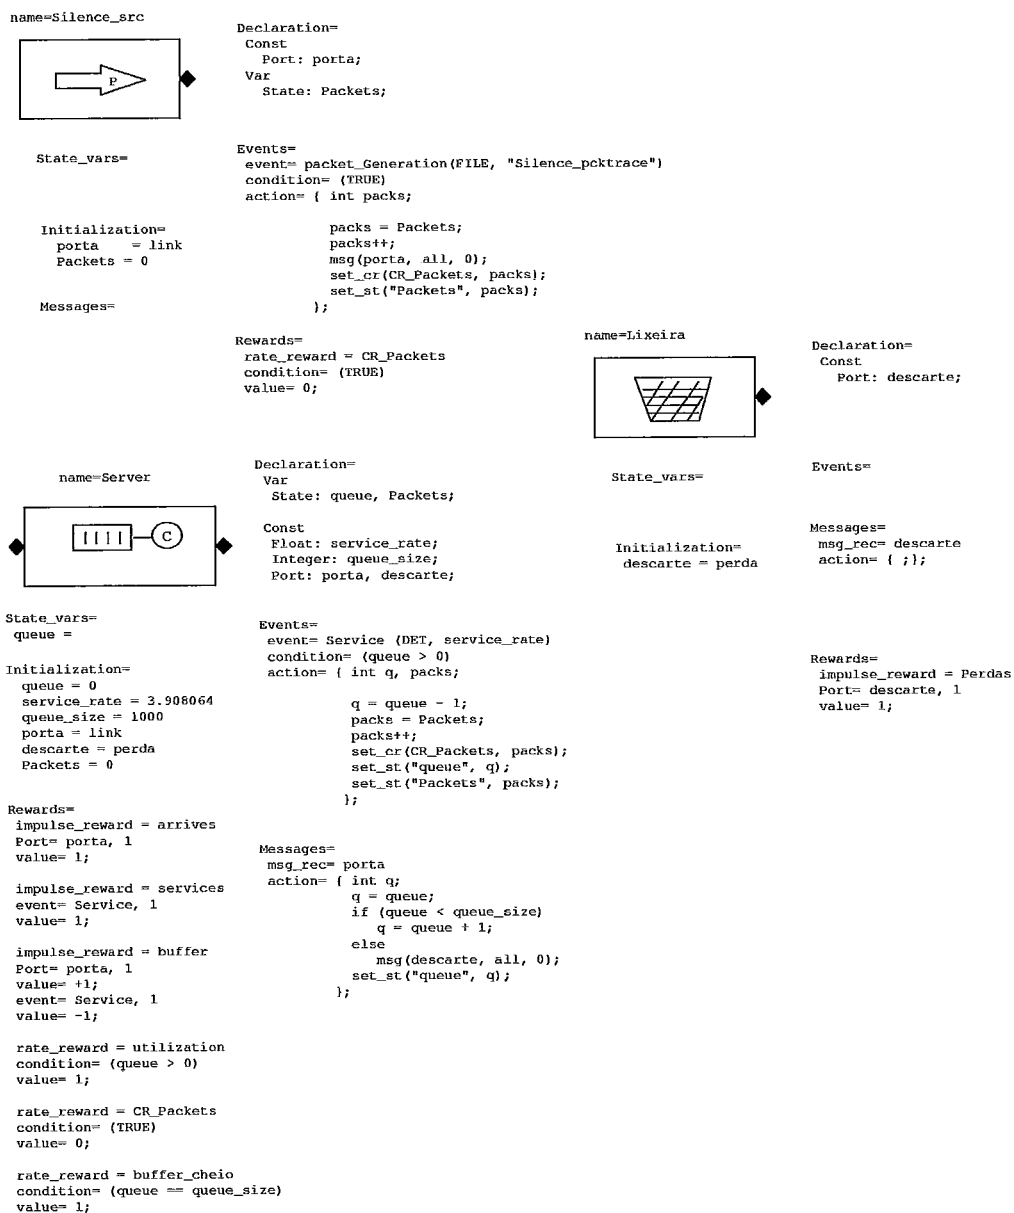 name=Silence_src
P
Declaration=
Const
Port: porta;
Var
State: Packets;
State_vars=
Initialization=
porta = link
Packets = 0
Messages=
Events=
event= packet_Generation(FILE, "Silence_pcktrace")
condition= (TRUE)
action= { int packs;
packs = Packets;
packs++;
msg(porta, all, 0);
set_cr(CR_Packets, packs);
set_st("Packets", packs);
};
Rewards=
rate_reward = CR_Packets
condition= (TRUE)
value= 0;
name=Lixeira
Declaration=
Const
Port: descarte;
State_vars=
Events=
Initialization=
descarte = perda
Messages=
msg_rec= descarte
action= { ;};
Rewards=
impulse_reward = Perdas
Port= descarte, 1
value= 1;
name=Server
C
Declaration=
Var
State: queue, Packets;
Const
Float: service_rate;
Integer: queue_size;
Port: porta, descarte;
State_vars=
queue =
Initialization=
queue = 0
service_rate = 3.908064
queue_size = 1000
porta = link
descarte = perda
Packets = 0
Events=
event= Service (DET, service_rate)
condition= (queue > 0)
action= { int q, packs;
q = queue - 1;
packs = Packets;
packs++;
set_cr(CR_Packets, packs);
set_st("queue", q);
set_st("Packets", packs);
};
Rewards=
impulse_reward = arrives
Port= porta, 1
value= 1;
impulse_reward = services
event= Service, 1
value= 1;
impulse_reward = buffer
Port= porta, 1
value= +1;
event= Service, 1
value= -1;
rate_reward = utilization
condition= (queue > 0)
value= 1;
rate_reward = CR_Packets
condition= (TRUE)
value= 0;
rate_reward = buffer_cheio
condition= (queue == queue_size)
value= 1;
Messages=
msg_rec= porta
action= { int q;
q = queue;
if (queue < queue_size)
q = queue + 1;
else
msg(descarte, all, 0);
set_st("queue", q);
};